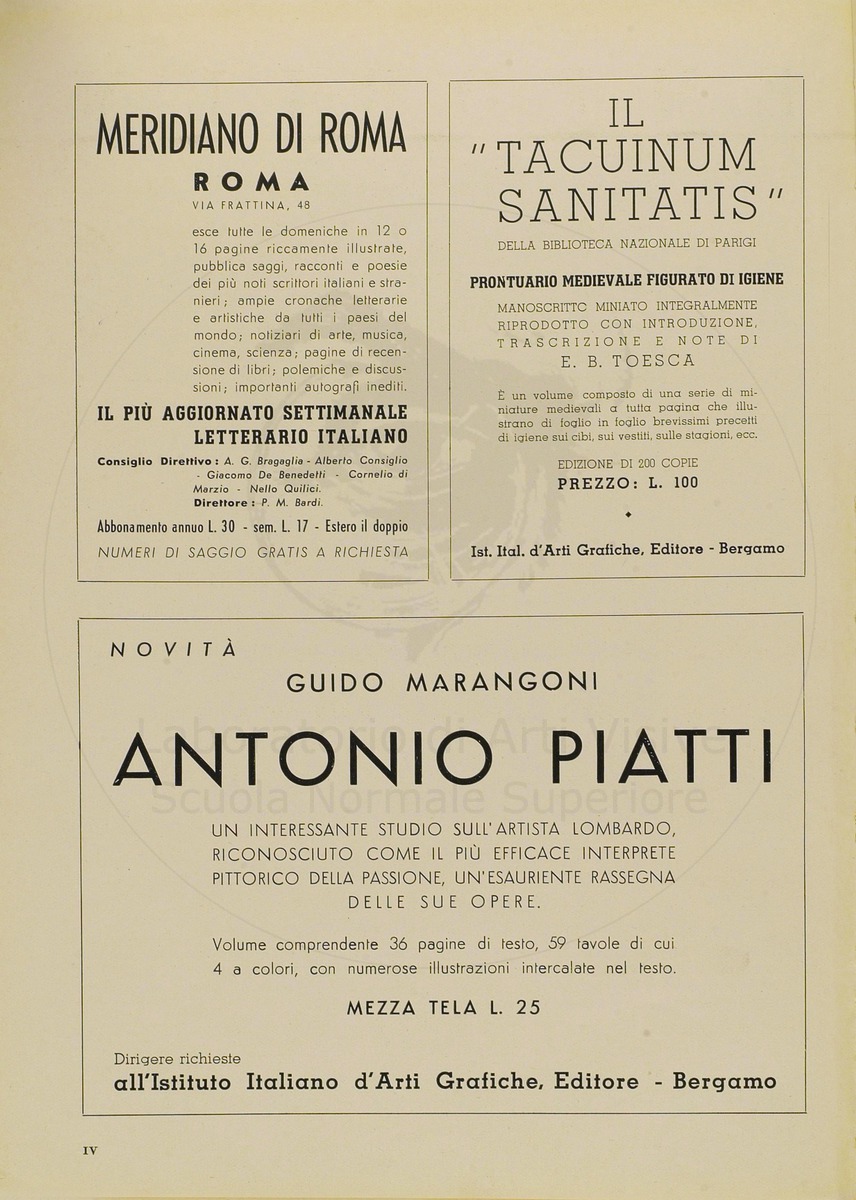 MERIDIANO DI ROMA
ROMA
VIA FRATTINA, 48
esce tutte le domeniche in 12 o
16 pagine riccamente illustrate,
pubblica saggi, racconti e poesie
dei più noti scrittori italiani e stra-
nieri; ampie cronache letterarie
e artistiche da tutti i paesi del
mondo; notiziari di arte, musica,
cinema, scienza; pagine di recen-
sione di libri; polemiche e discus-
sioni; importanti autografi inediti.
IL PIÙ AGGIORNATO SETTIMANALE
LETTERARIO ITALIANO
Consiglio Direttivo: A. G. Bragaglia - Alberto Consiglio
- Giacomo De Benedetti - Cornelio di
Marzio - Nello Quilici.
Direttore: P. M. Bardi.
Abbonamento annuo L. 30 - sem. L. 17 - Estero il doppio
NUMERI DI SAGGIO GRATIS A RICHIESTA
IL
"TACUINUM
SANITATIS"
DELLA BIBLIOTECA NAZIONALE DI PARIGI
PRONTUARIO MEDIEVALE FIGURATO DI IGIENE
MANOSCRITTO MINIATO INTEGRALMENTE
RIPRODOTTO CON INTRODUZIONE,
TRASCRIZIONE E NOTE DI
E. B. TOESCA
È un volume composto di una serie di mi-
niature medievali a tutta pagina che illu-
strano di foglio in foglio brevissimi precetti
di igiene sui cibi, sui vestiti, sulle stagioni, ecc.
EDIZIONE DI 200 COPIE
PREZZO: L. 100
Ist. Ital. d'Arti Grafiche, Editore - Bergamo
NOVITÀ
GUIDO MARANGONI
ANTONIO PIATTI
Laboratorio di Arti Visive
Scuola Normale Superiore
UN INTERESSANTE STUDIO SULL'ARTISTA LOMBARDO,
RICONOSCIUTO COME IL PIÙ EFFICACE INTERPRETE
PITTORICO DELLA PASSIONE, UN'ESAURIENTE RASSEGNA
DELLE SUE OPERE.
Volume comprendente 36 pagine di testo, 59 tavole di cui
4 a colori, con numerose illustrazioni intercalate nel testo.
MEZZA TELA L. 25
Dirigere richieste
all'Istituto Italiano d'Arti Grafiche, Editore - Bergamo
IV